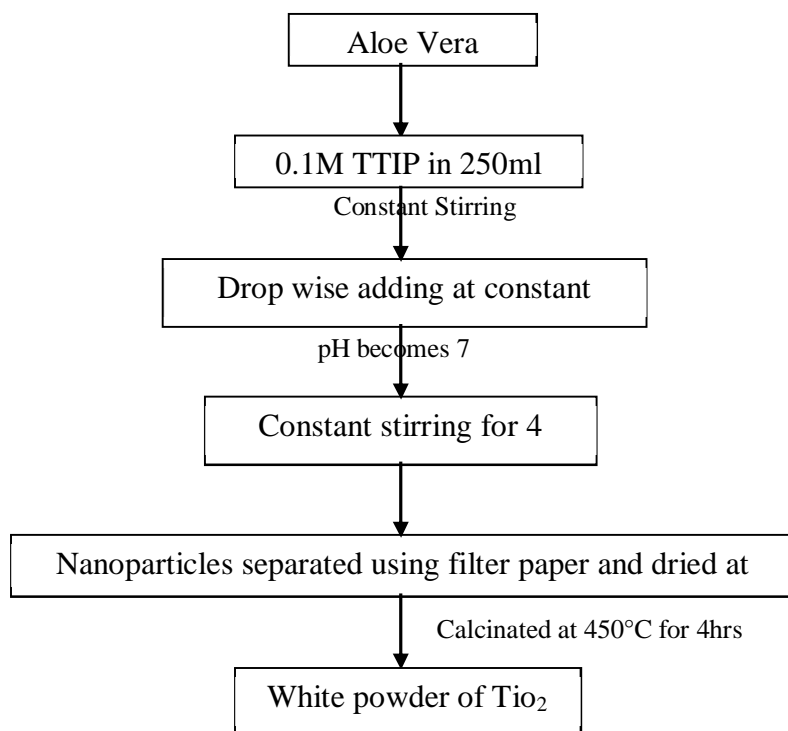 Aloe Vera
0.1M TTIP in 250ml
Constant Stirring
Drop wise adding at constant
pH becomes 7
Constant stirring for 4
Nanoparticles separated using filter paper and dried at
Calcinated at 450°C for 4hrs
White powder of Tio₂